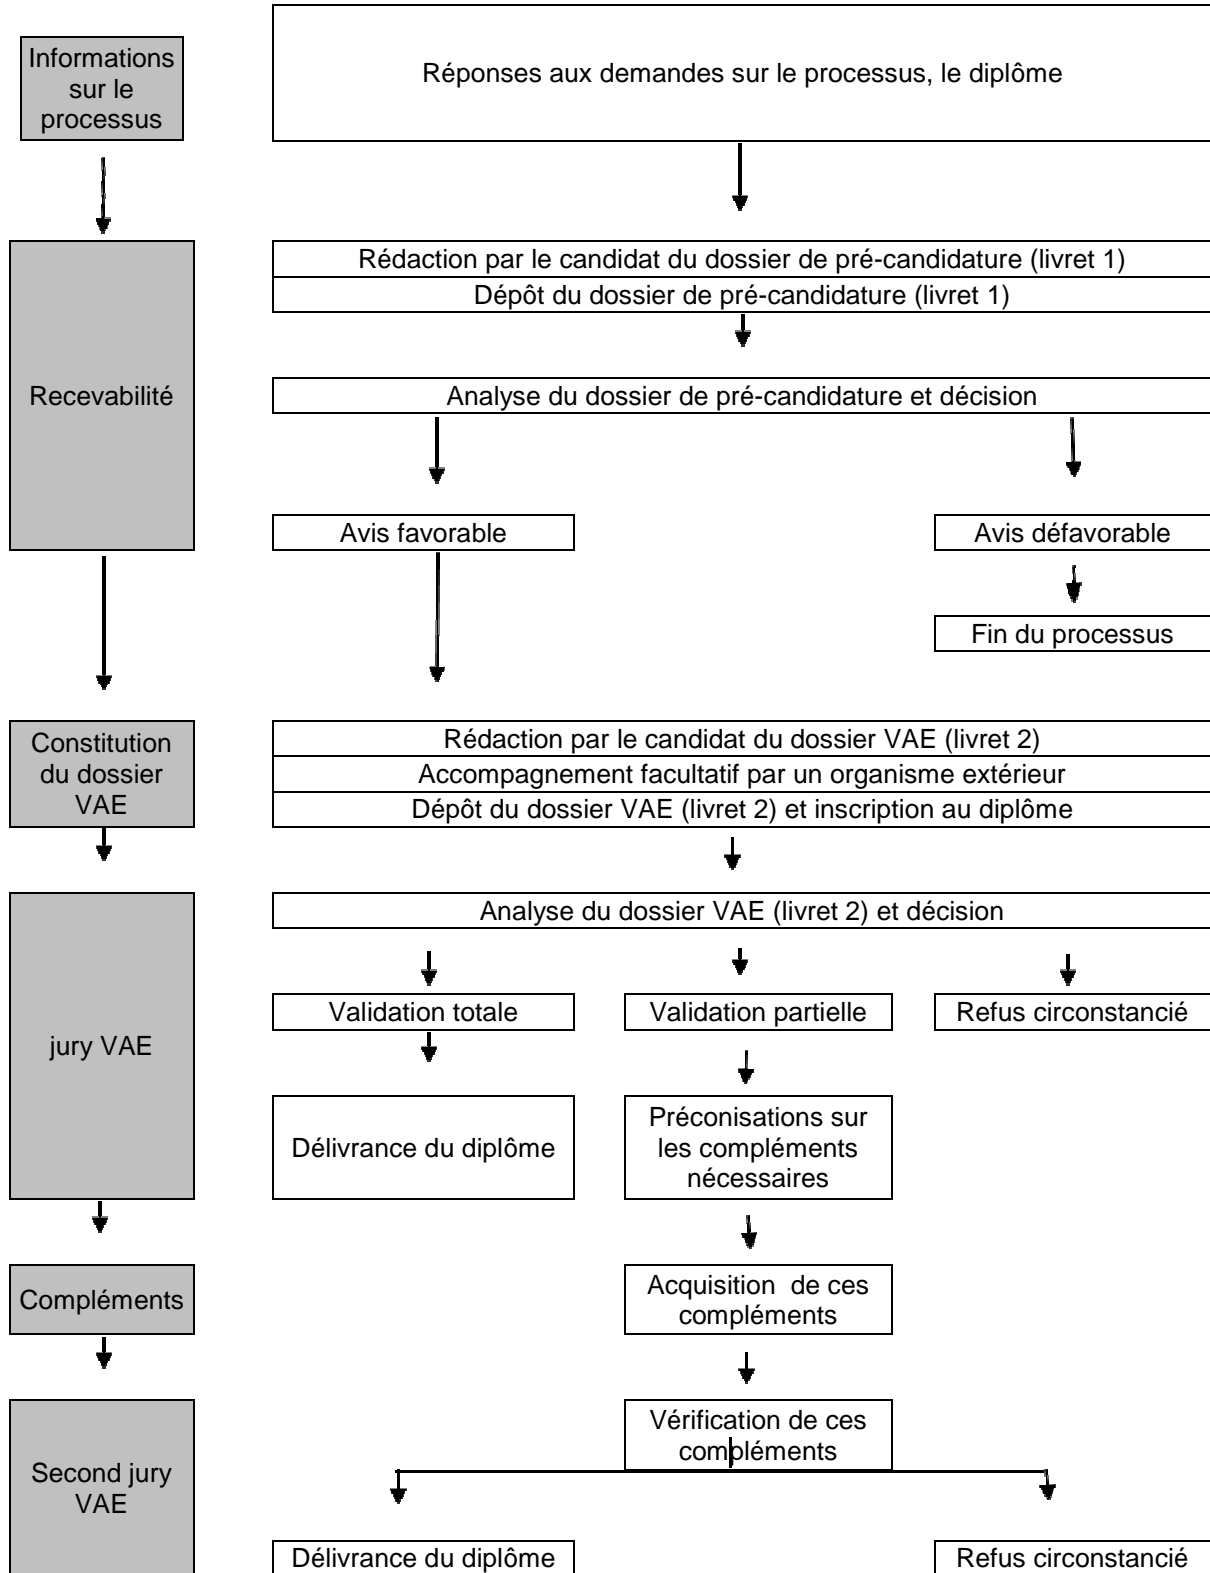 Informations
sur le
processus
Réponses aux demandes sur le processus, le diplôme
Recevabilité
Rédaction par le candidat du dossier de pré-candidature (livret 1)
Dépôt du dossier de pré-candidature (livret 1)
Analyse du dossier de pré-candidature et décision
Avis favorable
Avis défavorable
Fin du processus
Constitution
du dossier
VAE
Rédaction par le candidat du dossier VAE (livret 2)
Accompagnement facultatif par un organisme extérieur
Dépôt du dossier VAE (livret 2) et inscription au diplôme
jury VAE
Analyse du dossier VAE (livret 2) et décision
Validation totale
Validation partielle
Refus circonstancié
Délivrance du diplôme
Préconisations sur
les compléments
nécessaires
Compléments
Acquisition de ces
compléments
Second jury
VAE
Vérification de ces
compléments
Délivrance du diplôme
Refus circonstancié